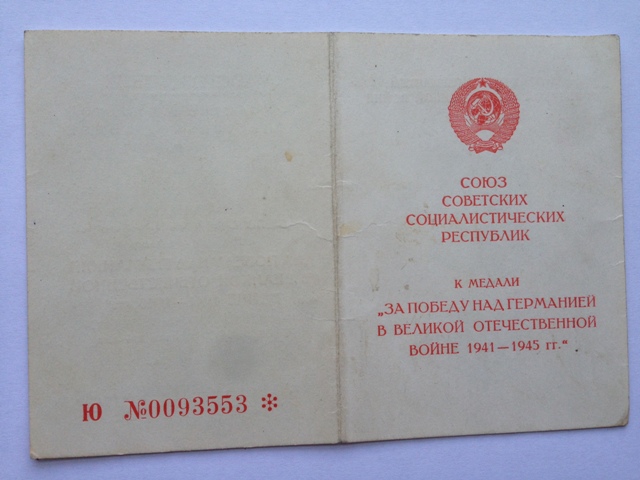 Ю №0093553 *
СОЮЗ
СОВЕТСКИХ
СОЦИАЛИСТИЧЕСКИХ
РЕСПУБЛИК
К МЕДАЛИ
„ЗА ПОБЕДУ НАД ГЕРМАНИЕЙ
В ВЕЛИКОЙ ОТЕЧЕСТВЕННОЙ
ВОЙНЕ 1941—1945 гг.“